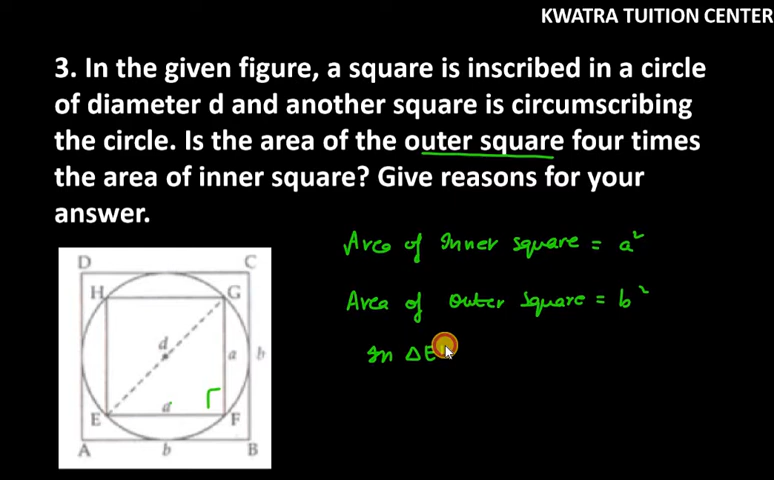 KWATRA TUITION CENTER
3. In the given figure, a square is inscribed in a circle
of diameter d and another square is circumscribing
the circle. Is the area of the outer square four times
the area of inner square? Give reasons for your
answer.
Area of Inner square = a²
Area of Outer square = b²
In ΔE
D
C
H
G
d
a
b
E
a
F
A
b
B